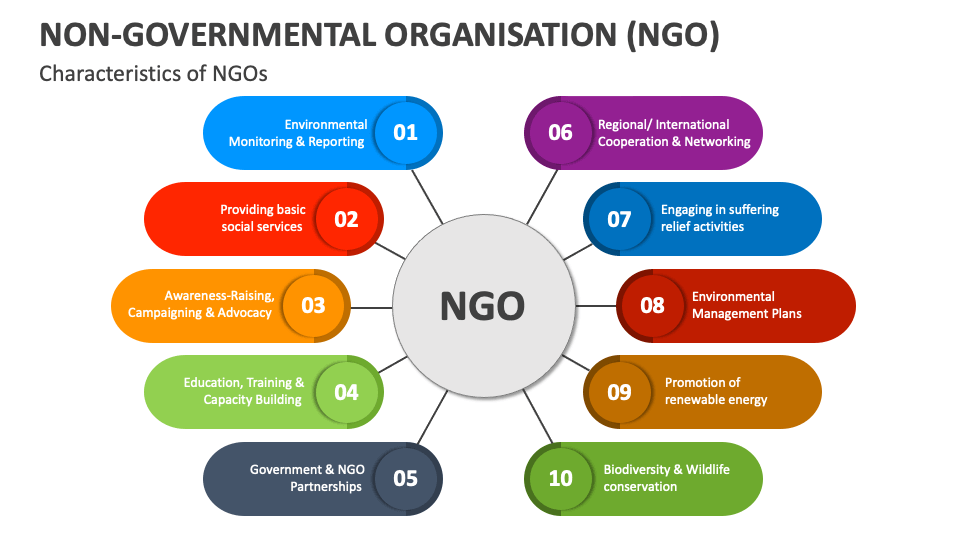 NON-GOVERNMENTAL ORGANISATION (NGO)
Characteristics of NGOs
Environmental
Monitoring & Reporting
01
Providing basic
social services
02
Awareness-Raising,
Campaigning & Advocacy
03
Education, Training &
Capacity Building
04
Government & NGO
Partnerships
05
NGO
06
Regional/ International
Cooperation & Networking
07
Engaging in suffering
relief activities
08
Environmental
Management Plans
09
Promotion of
renewable energy
10
Biodiversity & Wildlife
conservation